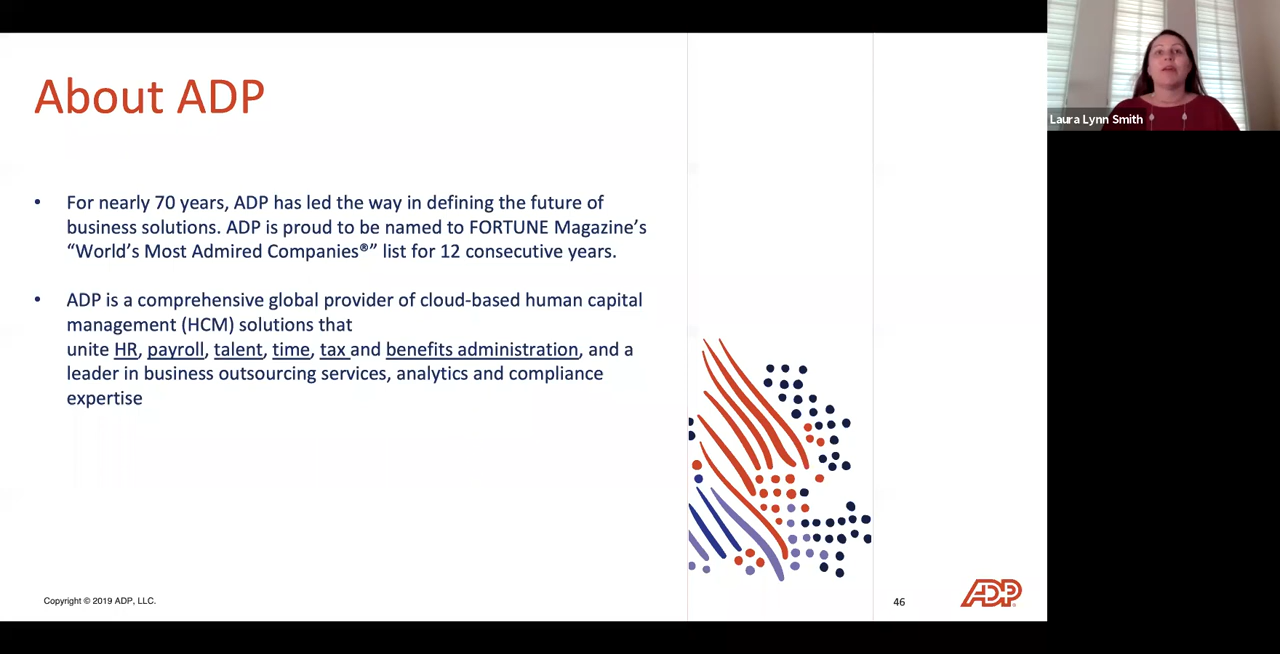 About ADP
• For nearly 70 years, ADP has led the way in defining the future of
business solutions. ADP is proud to be named to FORTUNE Magazine’s
“World’s Most Admired Companies®” list for 12 consecutive years.
• ADP is a comprehensive global provider of cloud-based human capital
management (HCM) solutions that
unite HR, payroll, talent, time, tax and benefits administration, and a
leader in business outsourcing services, analytics and compliance
expertise
Copyright © 2019 ADP, LLC.
46
ADP
Laura Lynn Smith